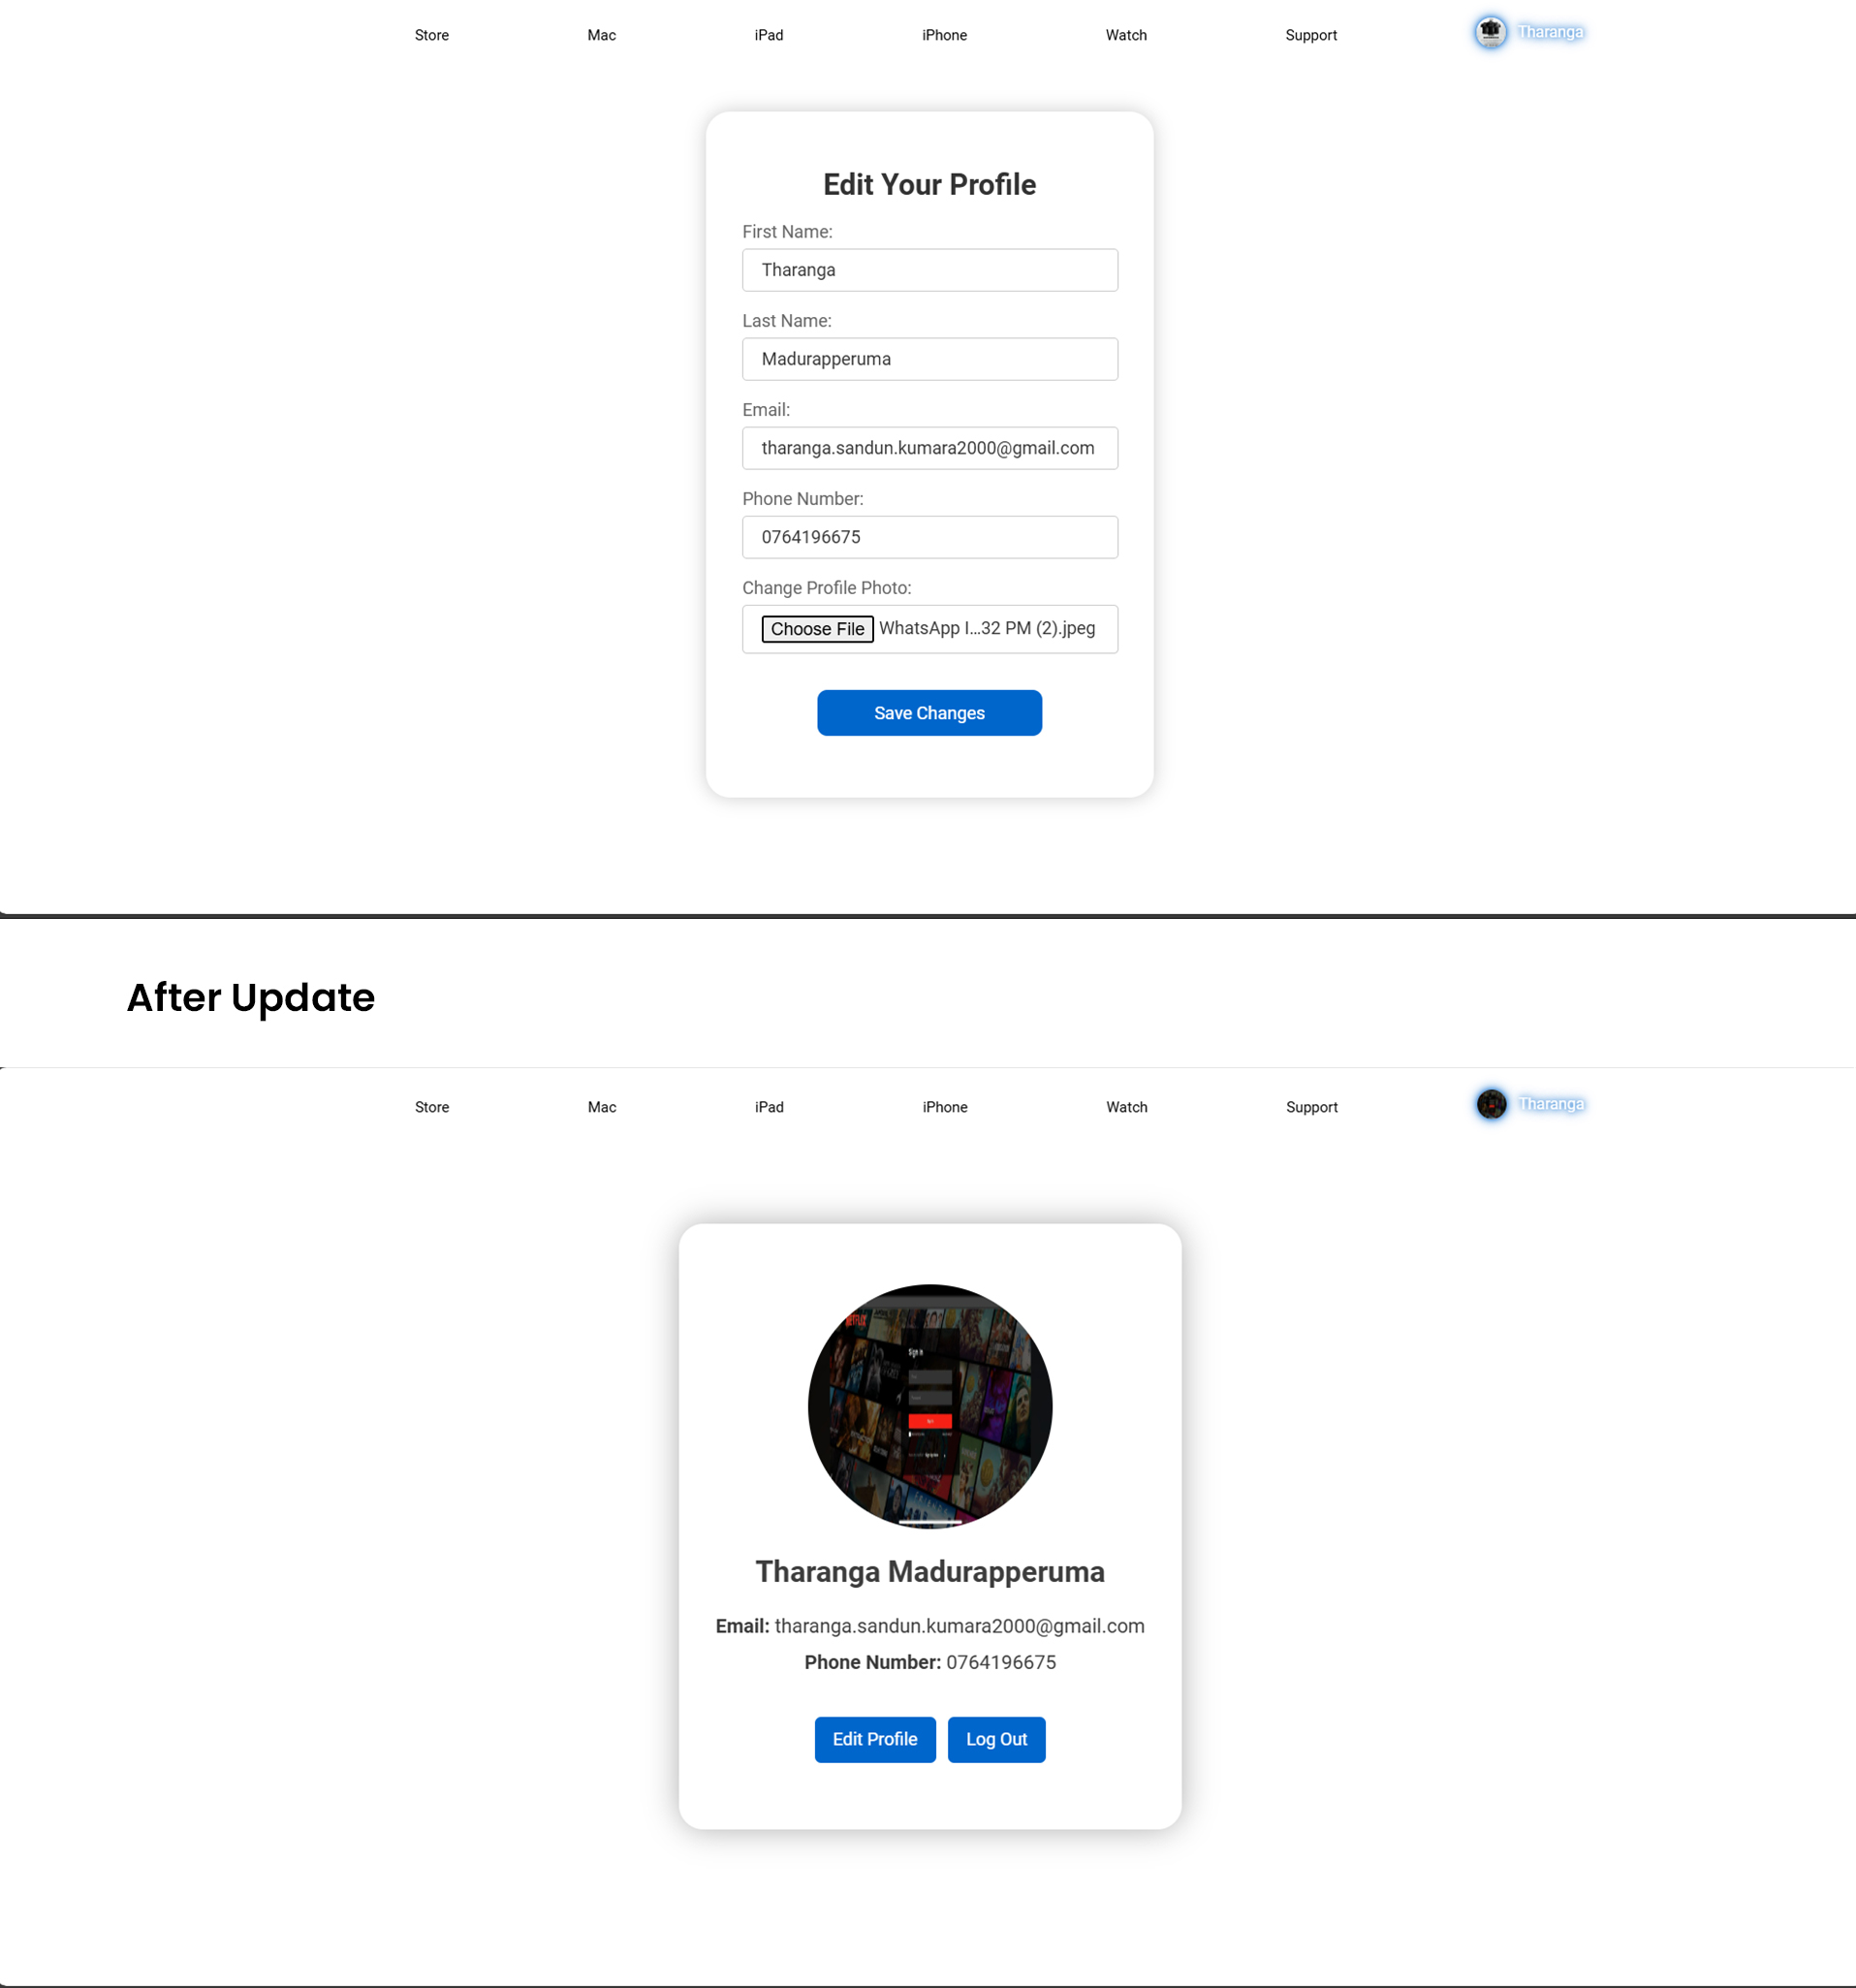 Store Mac iPad iPhone Watch Support Tharanga
Edit Your Profile
First Name:
Tharanga
Last Name:
Madurapperuma
Email:
tharanga.sandun.kumara2000@gmail.com
Phone Number:
0764196675
Change Profile Photo:
Choose File WhatsApp I...32 PM (2).jpeg
Save Changes
After Update
Store Mac iPad iPhone Watch Support Tharanga
Sign in
Tharanga Madurapperuma
Email: tharanga.sandun.kumara2000@gmail.com
Phone Number: 0764196675
Edit Profile Log Out